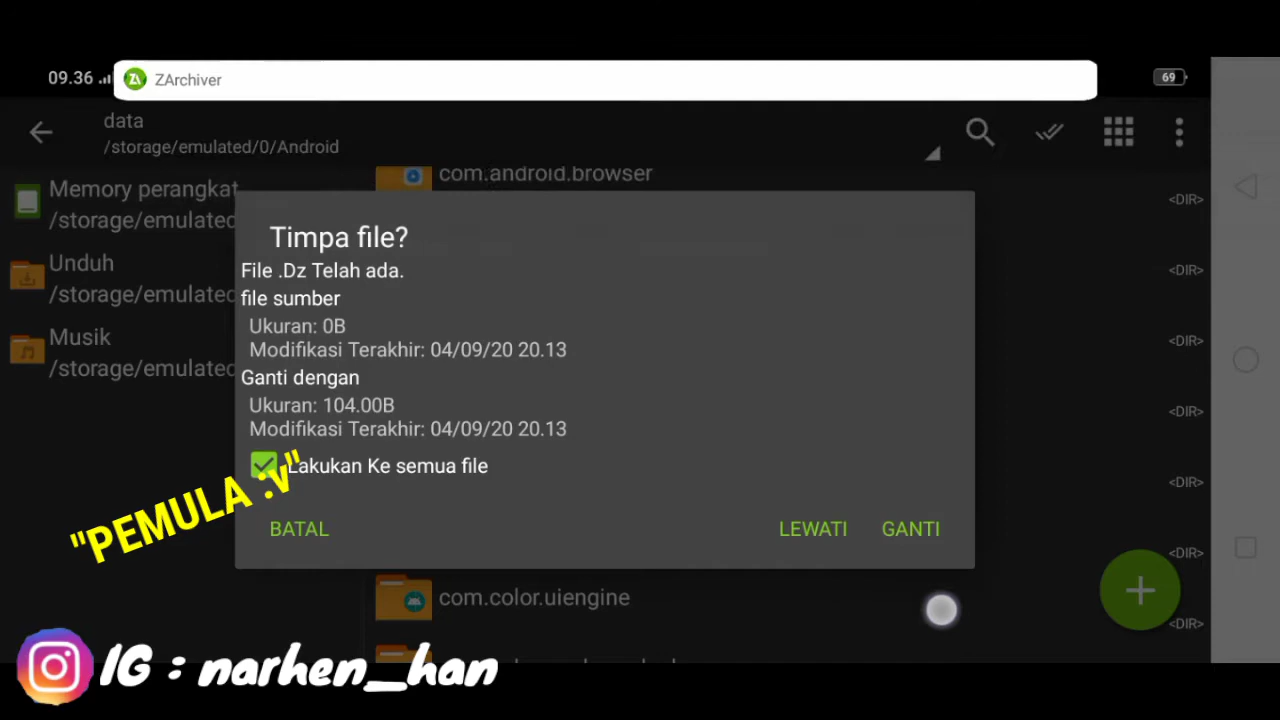 09.36
ZArchiver
69
data
/storage/emulated/0/Android
com.android.browser
Memory perangkat
/storage/emulated
Unduh
/storage/emulated
Musik
/storage/emulated
<DIR>
<DIR>
<DIR>
<DIR>
<DIR>
<DIR>
<DIR>
Timpa file?
File .Dz Telah ada.
file sumber
Ukuran: 0B
Modifikasi Terakhir: 04/09/20 20.13
Ganti dengan
Ukuran: 104.00B
Modifikasi Terakhir: 04/09/20 20.13
Lakukan Ke semua file
"PEMULA :v"
BATAL
LEWATI
GANTI
com.color.uiengine
IG : narhen_han